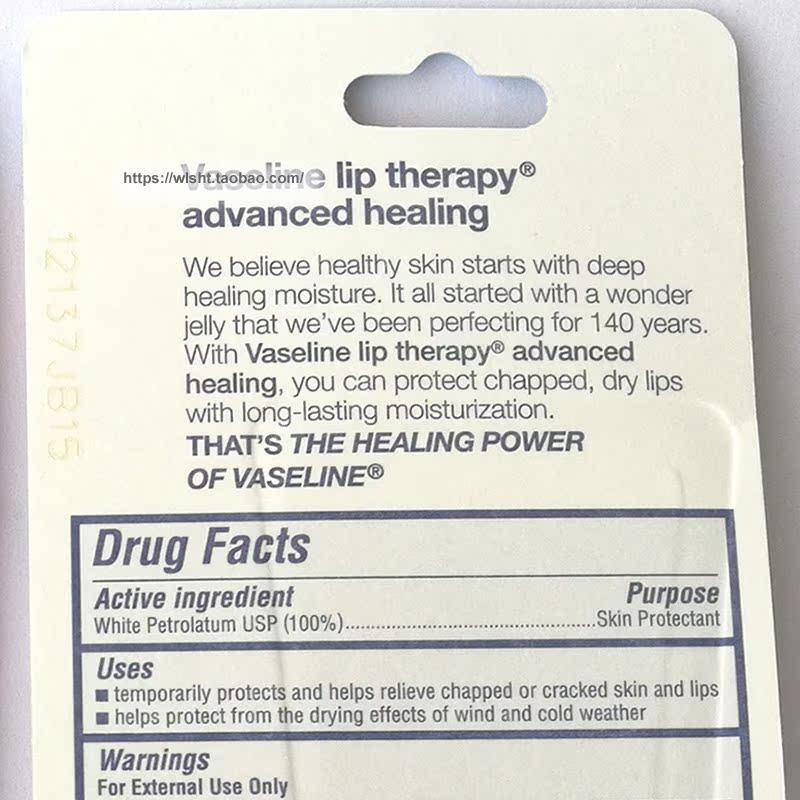 https://wlsht.taobao.com/
Vaseline lip therapy®
advanced healing
We believe healthy skin starts with deep
healing moisture. It all started with a wonder
jelly that we've been perfecting for 140 years.
With Vaseline lip therapy® advanced
healing, you can protect chapped, dry lips
with long-lasting moisturization.
THAT'S THE HEALING POWER
OF VASELINE®
12137JB15
Drug Facts
Active ingredient Purpose
White Petrolatum USP (100%)................................................Skin Protectant
Uses
■ temporarily protects and helps relieve chapped or cracked skin and lips
■ helps protect from the drying effects of wind and cold weather
Warnings
For External Use Only